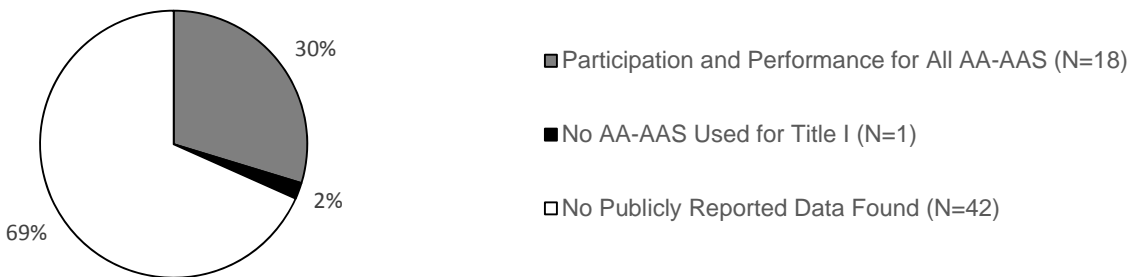 30%
2%
69%
Participation and Performance for All AA-AAS (N=18)
No AA-AAS Used for Title I (N=1)
No Publicly Reported Data Found (N=42)